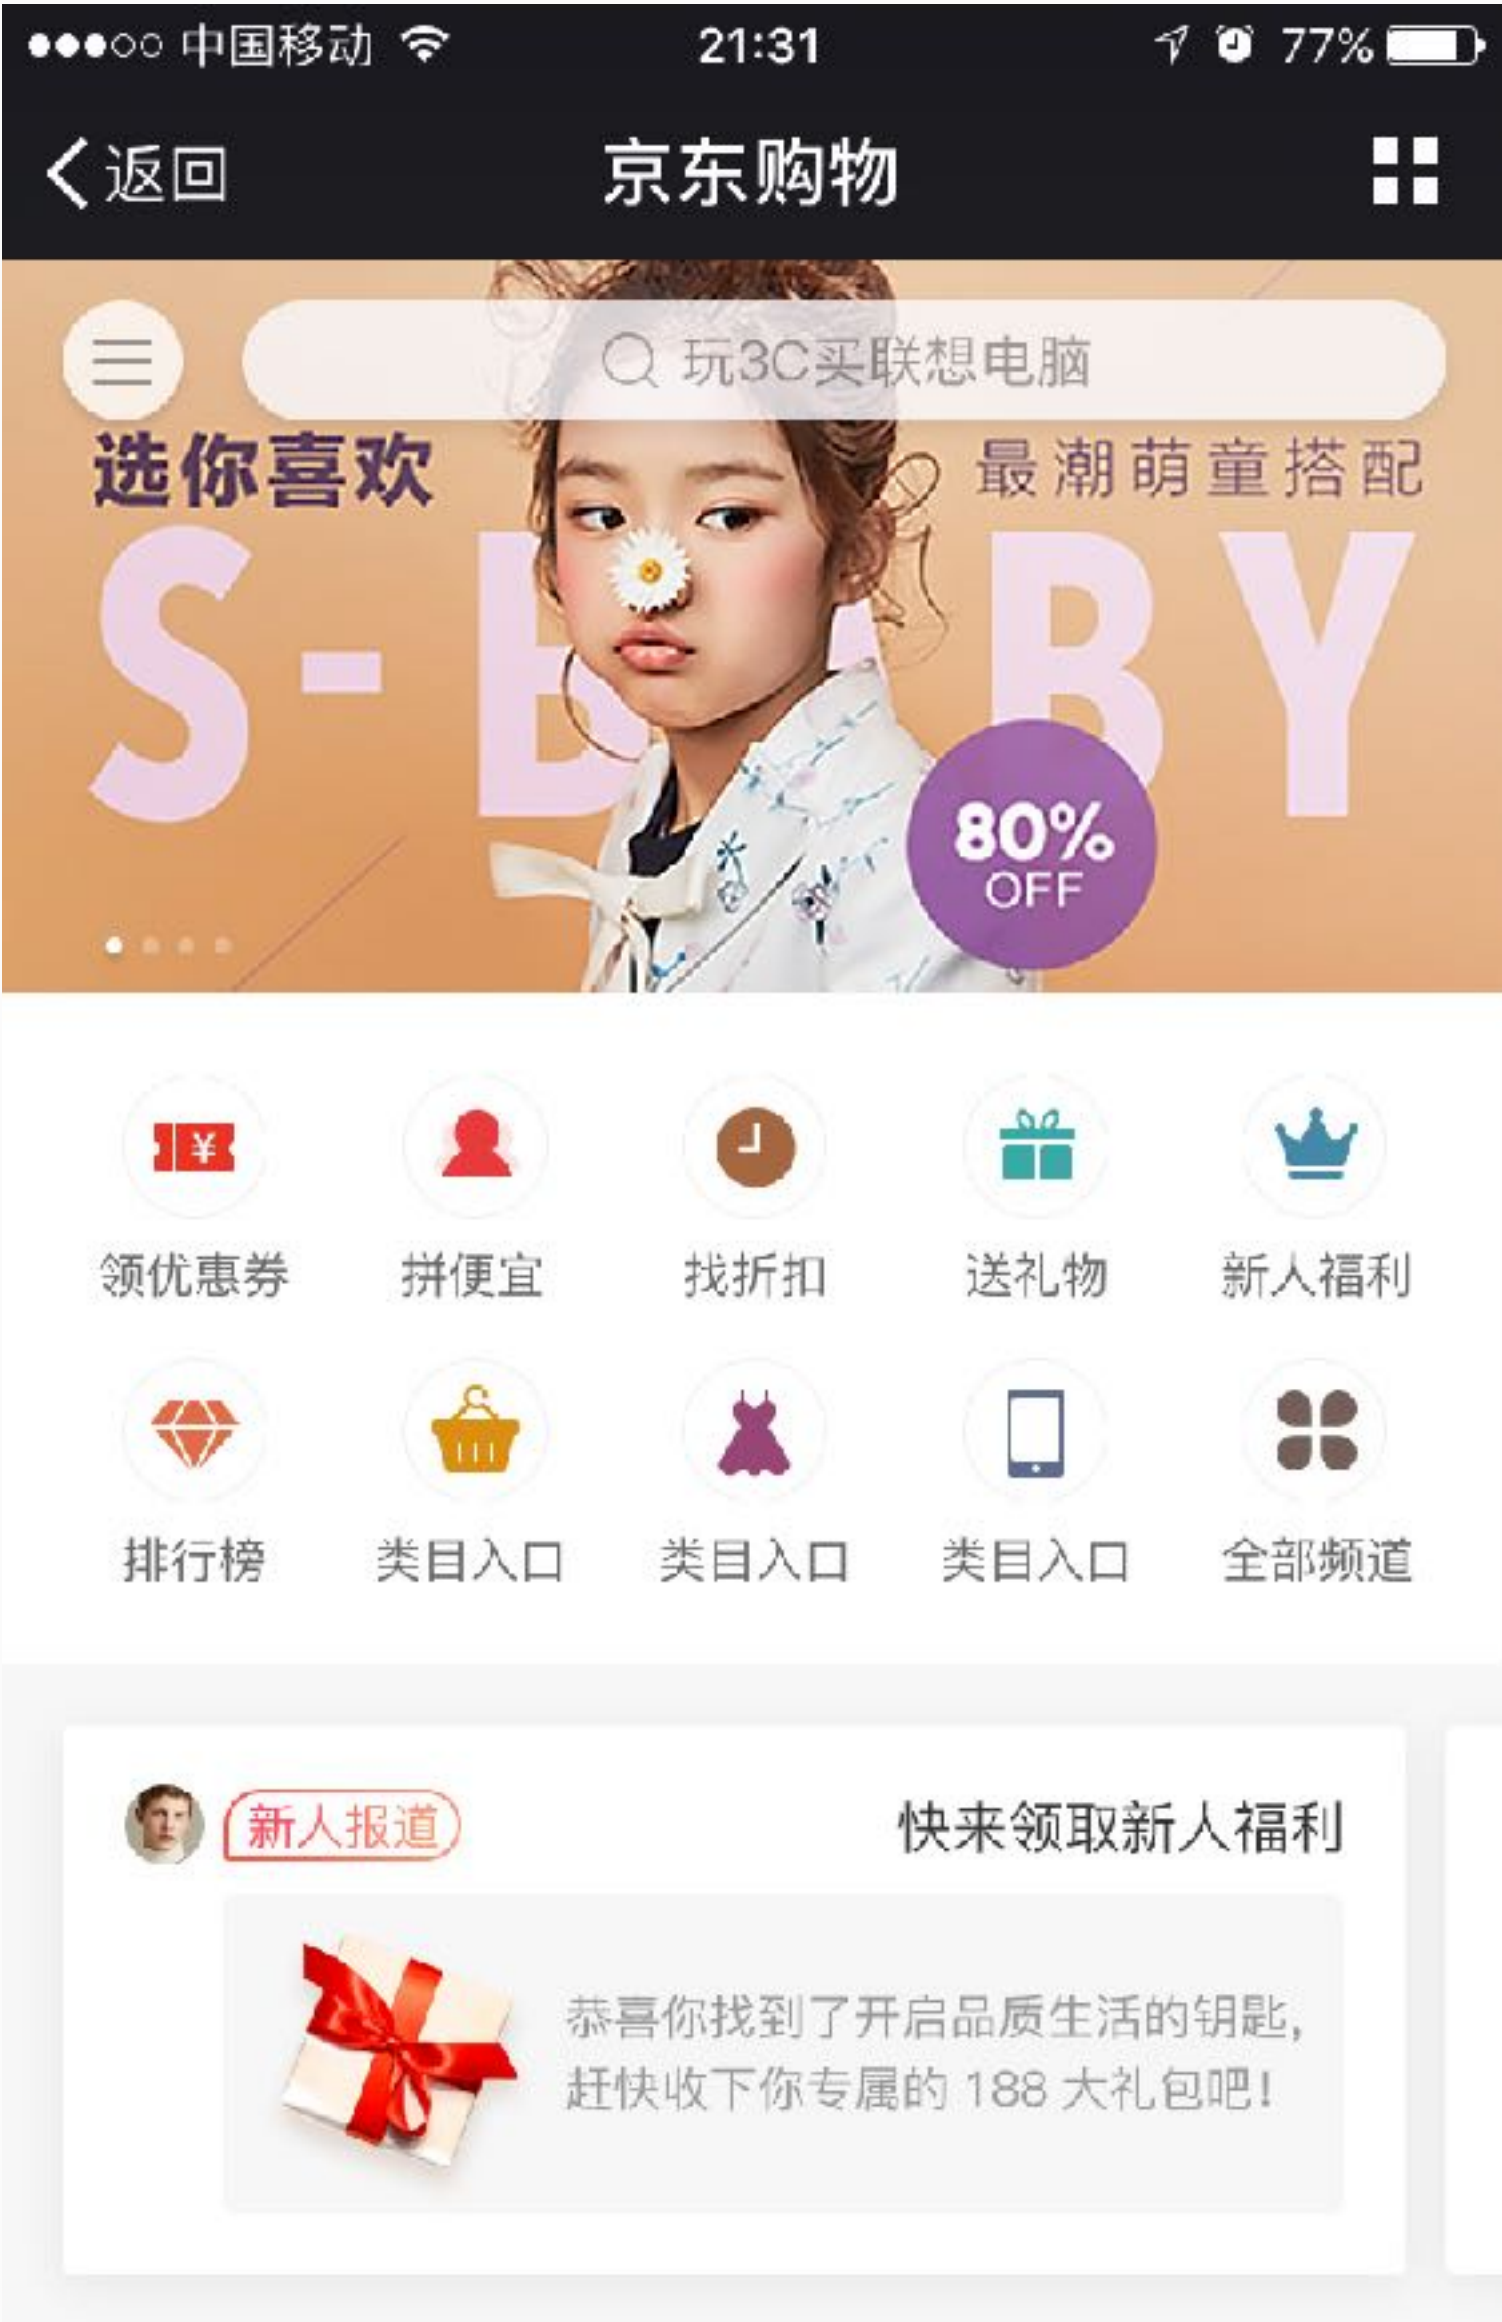 中国移动 21:31 77%
返回 京东购物
玩3C买联想电脑
选你喜欢 最潮萌童搭配
S-BABY
80%
OFF
领优惠券 拼便宜 找折扣 送礼物 新人福利
排行榜 类目入口 类目入口 类目入口 全部频道
新人报道 快来领取新人福利
恭喜你找到了开启品质生活的钥匙，
赶快收下你专属的 188 大礼包吧！